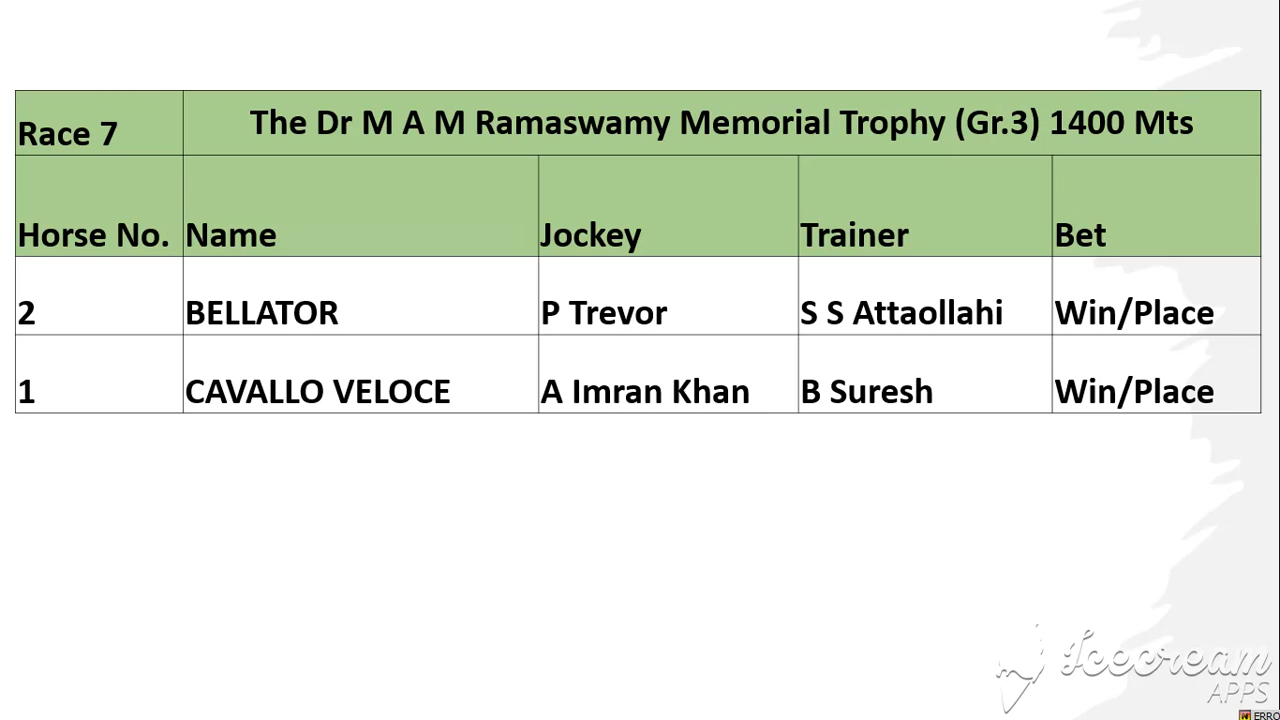 Race 7 The Dr M A M Ramaswamy Memorial Trophy (Gr.3) 1400 Mts
Horse No. Name Jockey Trainer Bet
2 BELLATOR P Trevor S S Attaollahi Win/Place
1 CAVALLO VELOCE A Imran Khan B Suresh Win/Place
Icecream
APPS
ERRO